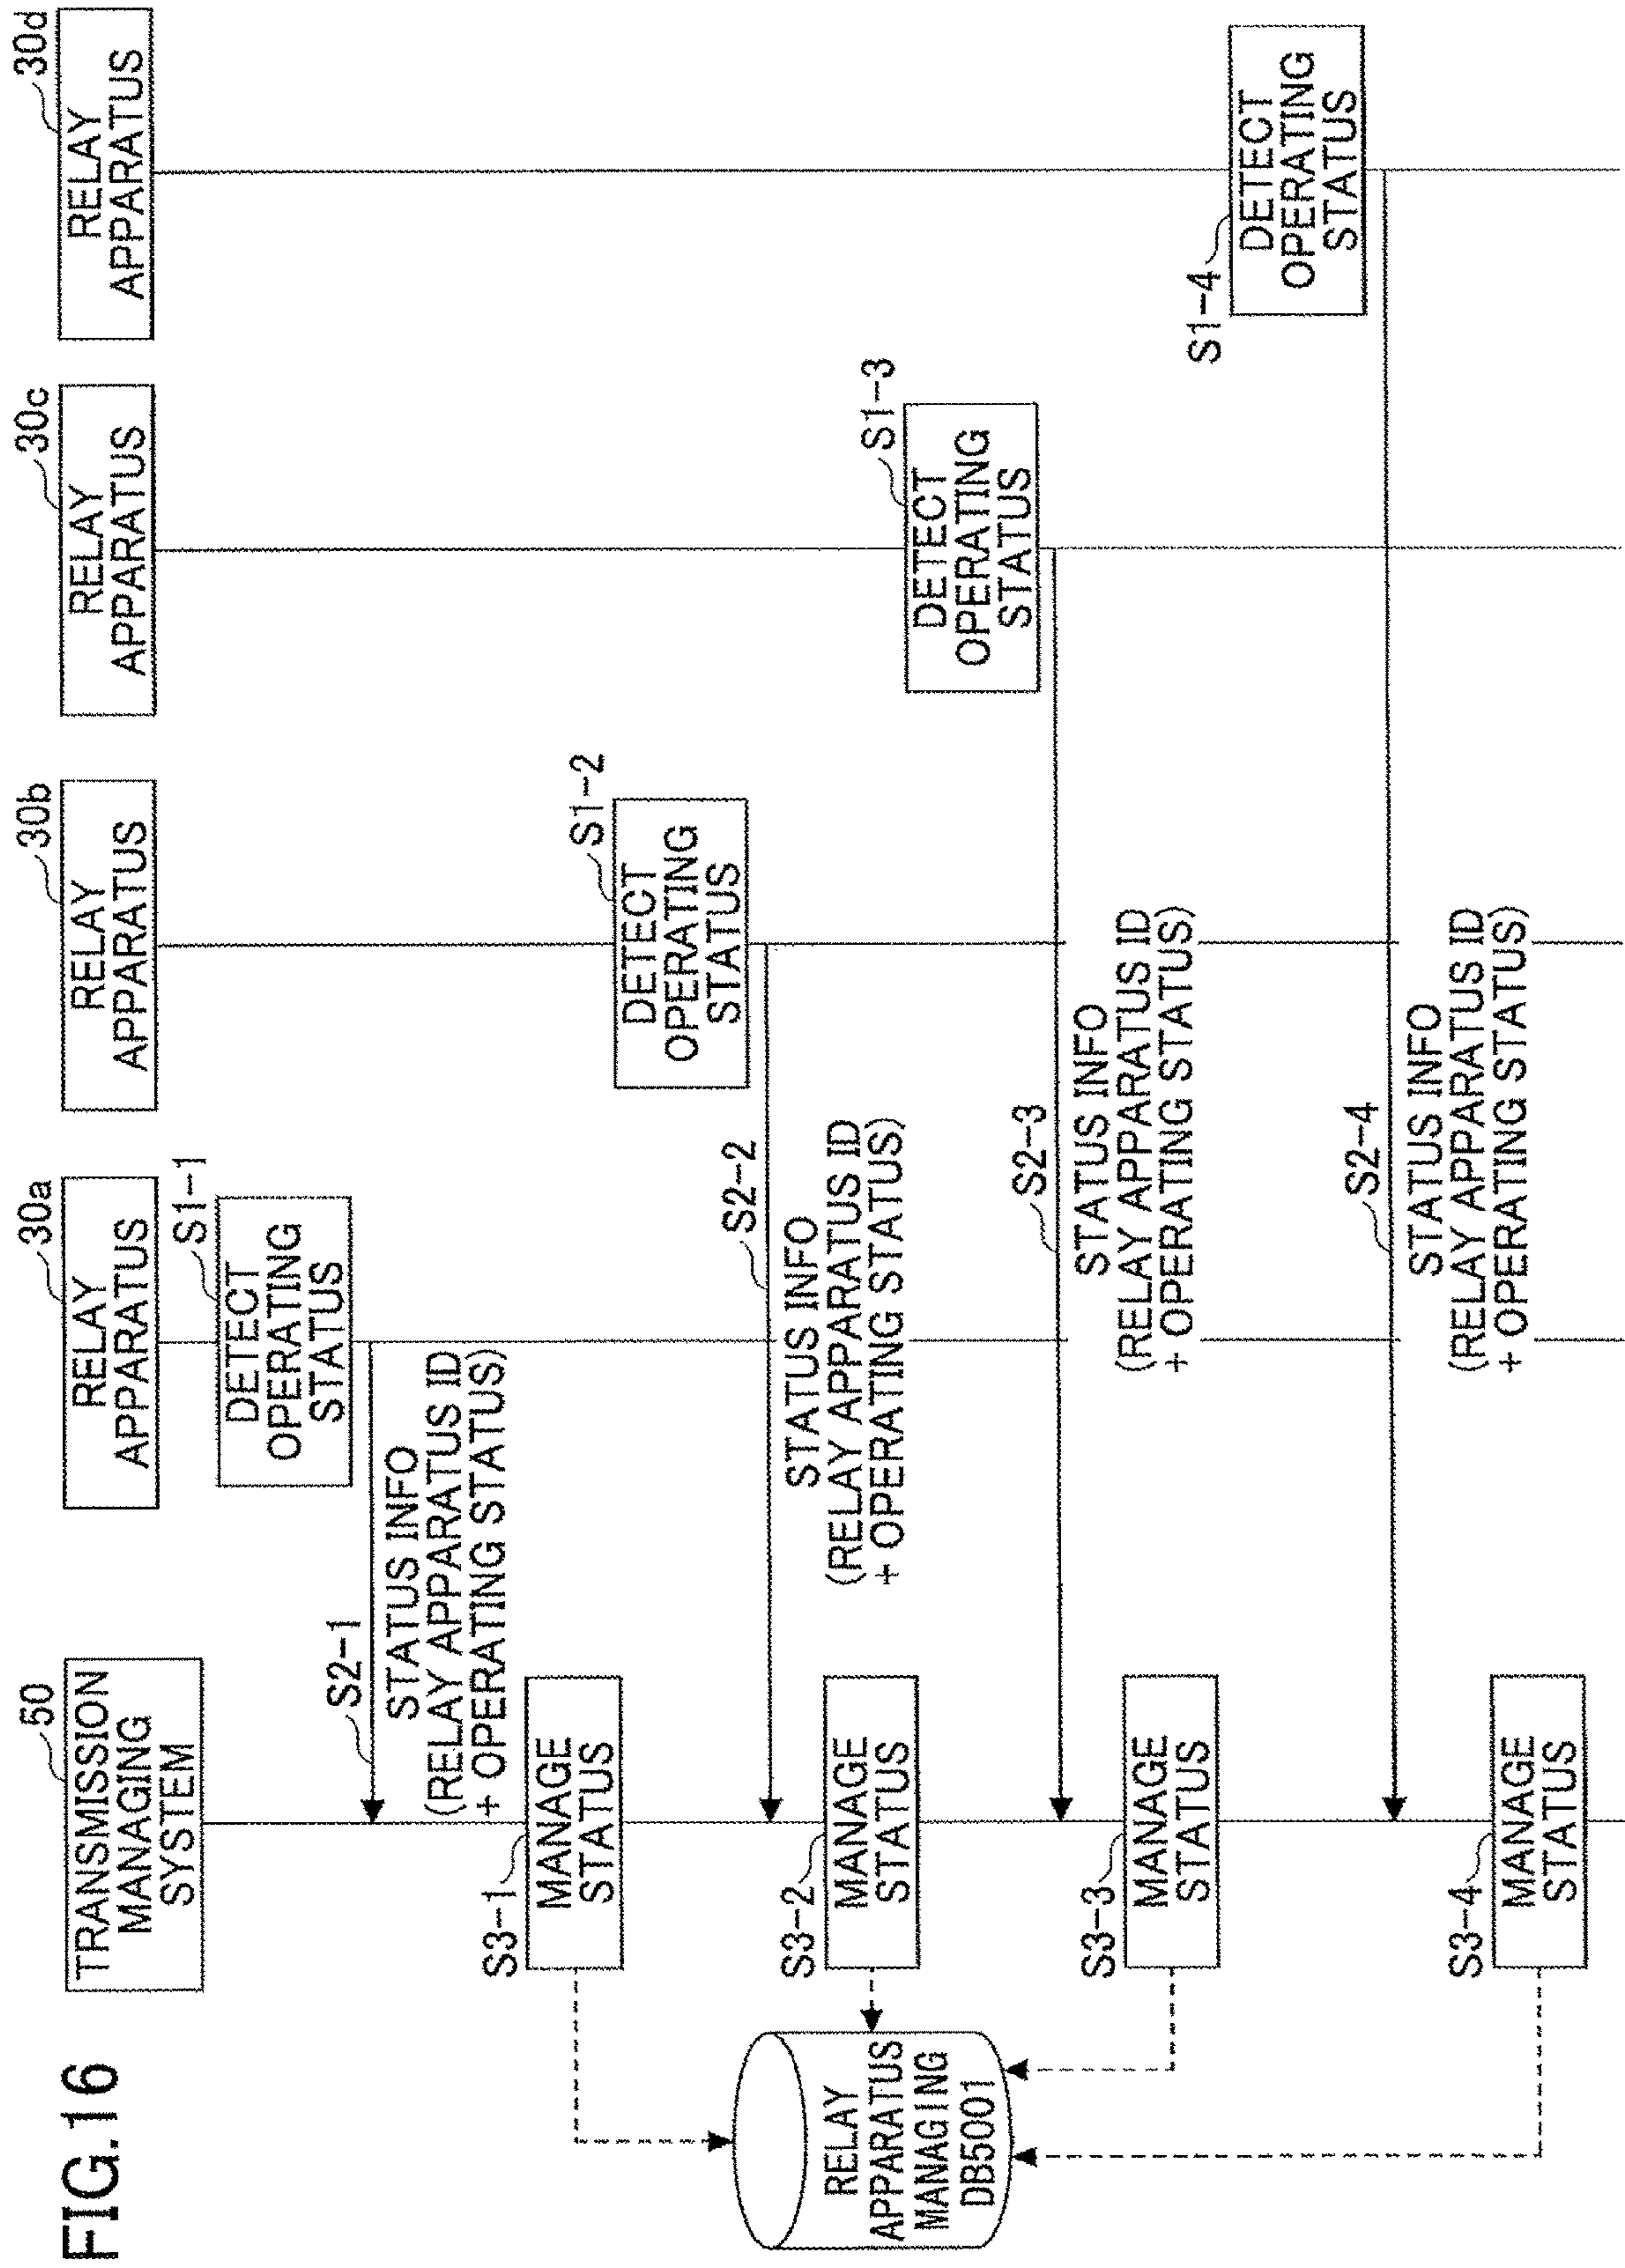 FIG.16
50
TRANSMISSION
MANAGING
SYSTEM
30a
RELAY
APPARATUS
30b
RELAY
APPARATUS
30c
RELAY
APPARATUS
30d
RELAY
APPARATUS
S1-1
DETECT
OPERATING
STATUS
S2-1
STATUS INFO
(RELAY APPARATUS ID
+ OPERATING STATUS)
S3-1
MANAGE
STATUS
S1-2
DETECT
OPERATING
STATUS
S2-2
STATUS INFO
(RELAY APPARATUS ID
+ OPERATING STATUS)
S3-2
MANAGE
STATUS
RELAY
APPARATUS
MANAGING
DB5001
S1-3
DETECT
OPERATING
STATUS
S2-3
STATUS INFO
(RELAY APPARATUS ID
+ OPERATING STATUS)
S3-3
MANAGE
STATUS
S1-4
DETECT
OPERATING
STATUS
S2-4
STATUS INFO
(RELAY APPARATUS ID
+ OPERATING STATUS)
S3-4
MANAGE
STATUS